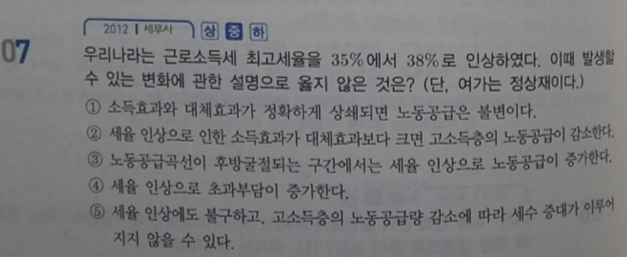 2012 | 세무사 상 중 하
07
우리나라는 근로소득세 최고세율을 35%에서 38%로 인상하였다. 이때 발생할
수 있는 변화에 관한 설명으로 옳지 않은 것은? (단, 여가는 정상재이다.)
① 소득효과와 대체효과가 정확하게 상쇄되면 노동공급은 불변이다.
② 세율 인상으로 인한 소득효과가 대체효과보다 크면 고소득층의 노동공급이 감소한다.
③ 노동공급곡선이 후방굴절되는 구간에서는 세율 인상으로 노동공급이 증가한다.
④ 세율 인상으로 초과부담이 증가한다.
⑤ 세율 인상에도 불구하고, 고소득층의 노동공급량 감소에 따라 세수 증대가 이루어
지지 않을 수 있다.